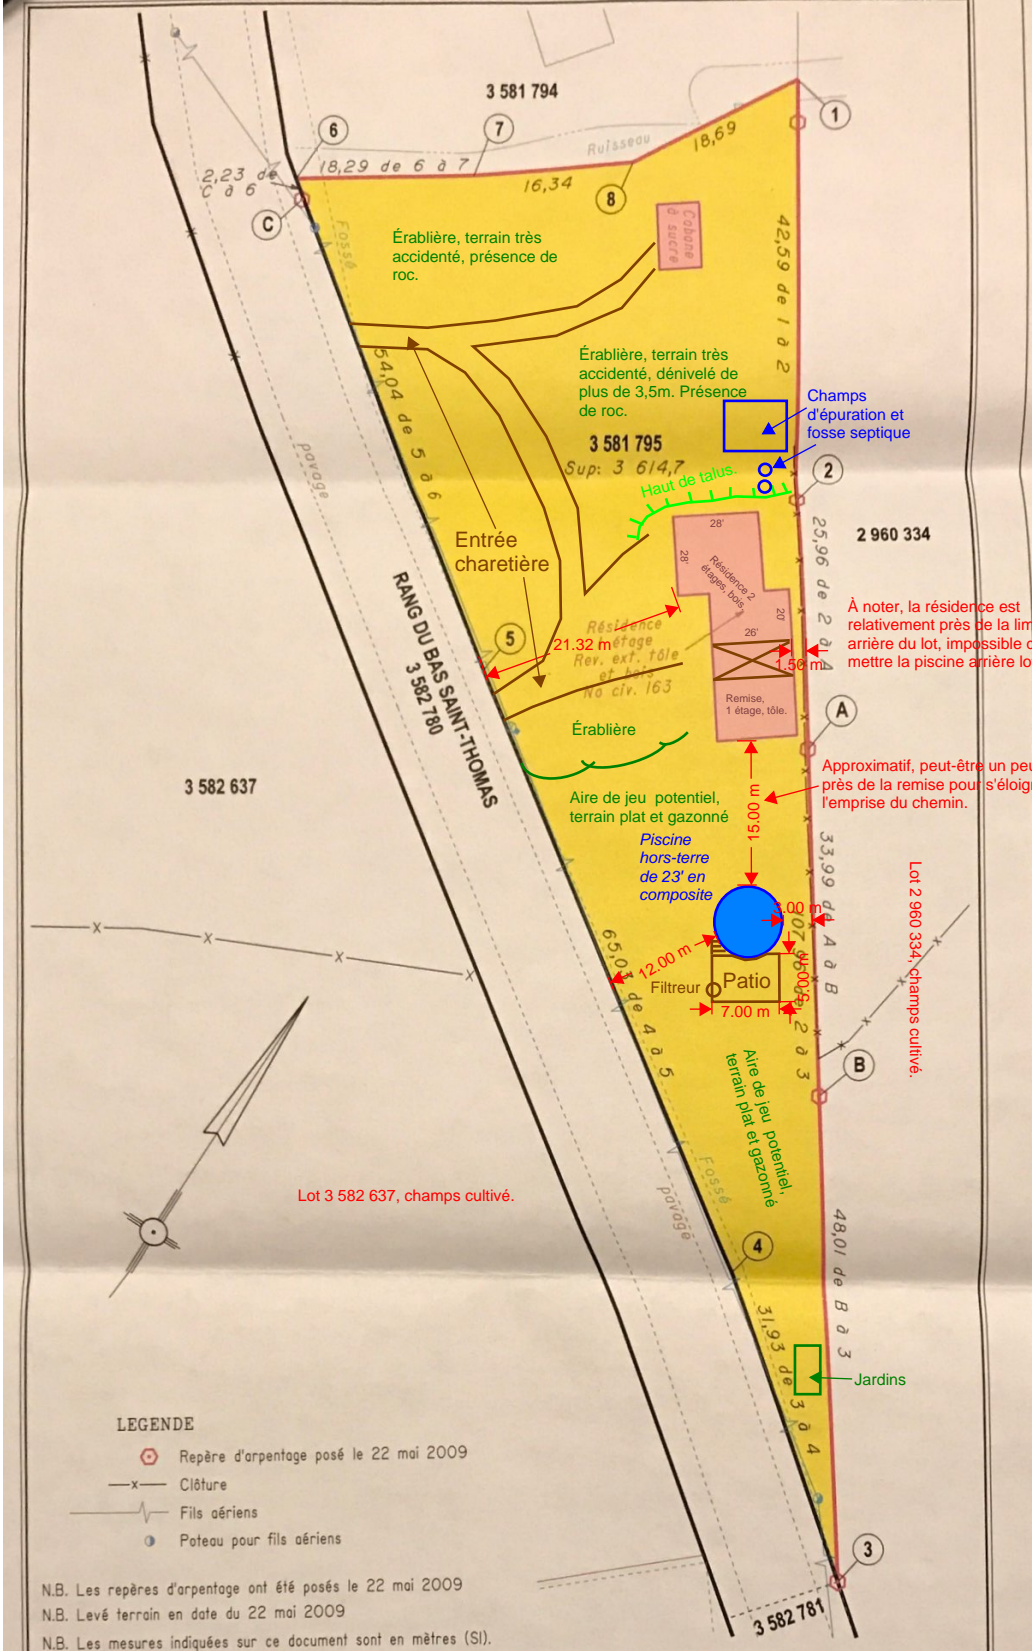 3 581 794
1
6
7
Ruisseau
18,69
18,29 de 6 à 7
2,23 de
C à 6
16,34
8
C
Fossé
Cabane
à sucre
42,59 de 1 à 2
Érablière, terrain très
accidenté, présence de
roc.
54,04 de 5 à 6
Érablière, terrain très
accidenté, dénivelé de
plus de 3,5m. Présence
de roc.
Champs
d'épuration et
fosse septique
3 581 795
Sup: 3 614,7
pavage
Haut de talus.
2
28'
28'
Résidence 2
étages, bois.
25,96 de 2 à A
2 960 334
Entrée
charetière
RANG DU BAS SAINT-THOMAS
3 582 780
20'
26'
À noter, la résidence est
relativement près de la lim
arrière du lot, impossible
mettre la piscine arrière lo
5
Résidence
étage
Rev. ext. tôle
et bois
No civ. 163
21.32 m
1.50 m
Remise,
1 étage, tôle.
A
Érablière
3 582 637
Approximatif, peut-être un peu
près de la remise pour s'éloig
l'emprise du chemin.
15.00 m
Aire de jeu potentiel,
terrain plat et gazonné
Piscine
hors-terre
de 23' en
composite
33,99 de A à B
Lot 2 960 334, champs cultivé.
3.00 m
107,96 de 2 à 3
65,07 de 4 à 5
12.00 m
Filtreur
Patio
5.00 m
7.00 m
B
Aire de jeu potentiel,
terrain plat et gazonné
Fossé
pavage
Lot 3 582 637, champs cultivé.
4
48,01 de B à 3
31,93 de 3 à 4
Jardins
LEGENDE
Repère d'arpentage posé le 22 mai 2009
x Clôture
Fils aériens
Poteau pour fils aériens
3
N.B. Les repères d'arpentage ont été posés le 22 mai 2009
N.B. Levé terrain en date du 22 mai 2009
N.B. Les mesures indiquées sur ce document sont en mètres (SI).
3 582 781